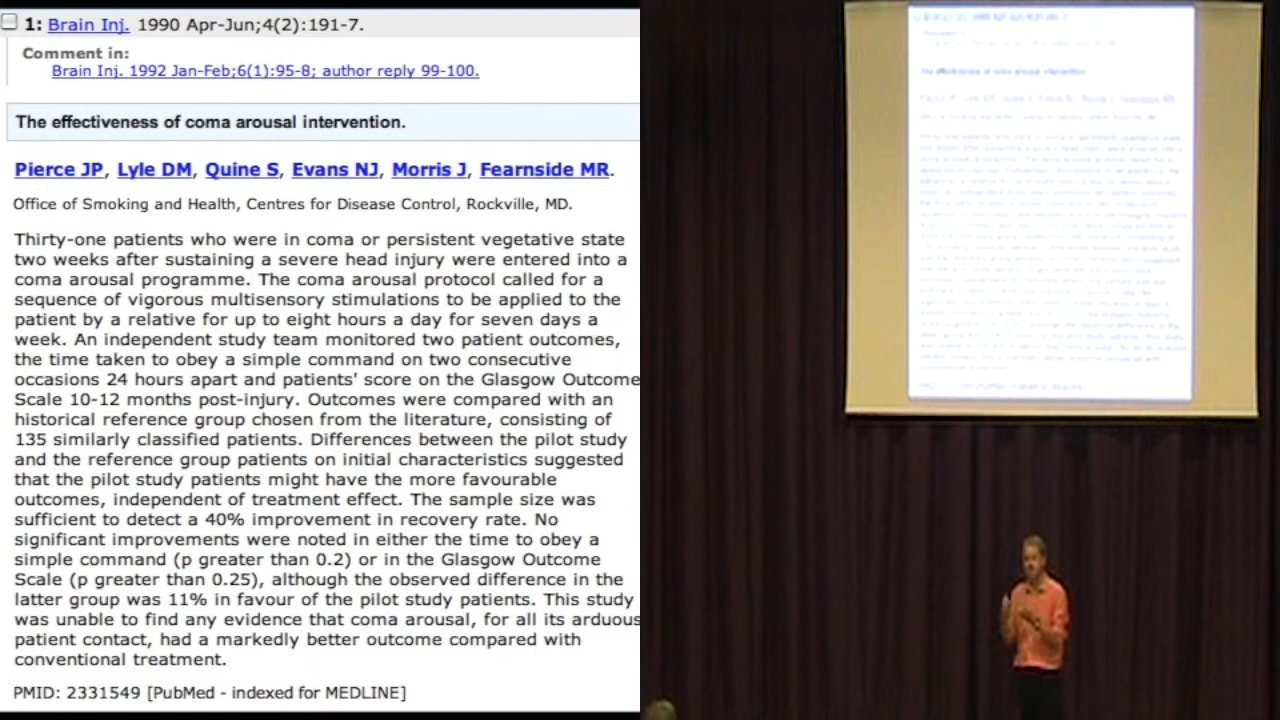 1: Brain Inj. 1990 Apr-Jun;4(2):191-7.
Comment in:
Brain Inj. 1992 Jan-Feb;6(1):95-8; author reply 99-100.
The effectiveness of coma arousal intervention.
Pierce JP, Lyle DM, Quine S, Evans NJ, Morris J, Fearnside MR.
Office of Smoking and Health, Centres for Disease Control, Rockville, MD.
Thirty-one patients who were in coma or persistent vegetative state
two weeks after sustaining a severe head injury were entered into a
coma arousal programme. The coma arousal protocol called for a
sequence of vigorous multisensory stimulations to be applied to the
patient by a relative for up to eight hours a day for seven days a
week. An independent study team monitored two patient outcomes,
the time taken to obey a simple command on two consecutive
occasions 24 hours apart and patients' score on the Glasgow Outcome
Scale 10-12 months post-injury. Outcomes were compared with an
historical reference group chosen from the literature, consisting of
135 similarly classified patients. Differences between the pilot study
and the reference group patients on initial characteristics suggested
that the pilot study patients might have the more favourable
outcomes, independent of treatment effect. The sample size was
sufficient to detect a 40% improvement in recovery rate. No
significant improvements were noted in either the time to obey a
simple command (p greater than 0.2) or in the Glasgow Outcome
Scale (p greater than 0.25), although the observed difference in the
latter group was 11% in favour of the pilot study patients. This study
was unable to find any evidence that coma arousal, for all its arduous
patient contact, had a markedly better outcome compared with
conventional treatment.
PMID: 2331549 [PubMed - indexed for MEDLINE]